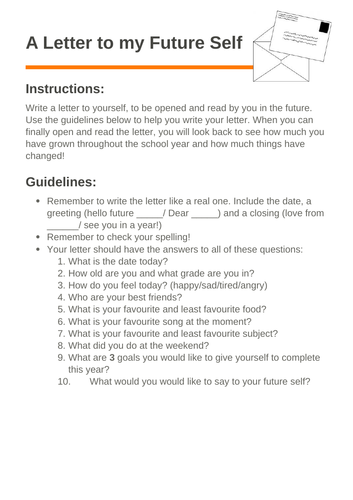 A Letter to my Future Self
Instructions:
Write a letter to yourself, to be opened and read by you in the future.
Use the guidelines below to help you write your letter. When you can
finally open and read the letter, you will look back to see how much you
have grown throughout the school year and how much things have
changed!
Guidelines:
• Remember to write the letter like a real one. Include the date, a
greeting (hello future _____/ Dear _____) and a closing (love from
______/ see you in a year!)
• Remember to check your spelling!
• Your letter should have the answers to all of these questions:
1. What is the date today?
2. How old are you and what grade are you in?
3. How do you feel today? (happy/sad/tired/angry)
4. Who are your best friends?
5. What is your favourite and least favourite food?
6. What is your favourite song at the moment?
7. What is your favourite and least favourite subject?
8. What did you do at the weekend?
9. What are 3 goals you would like to give yourself to complete
this year?
10. What would you would like to say to your future self?